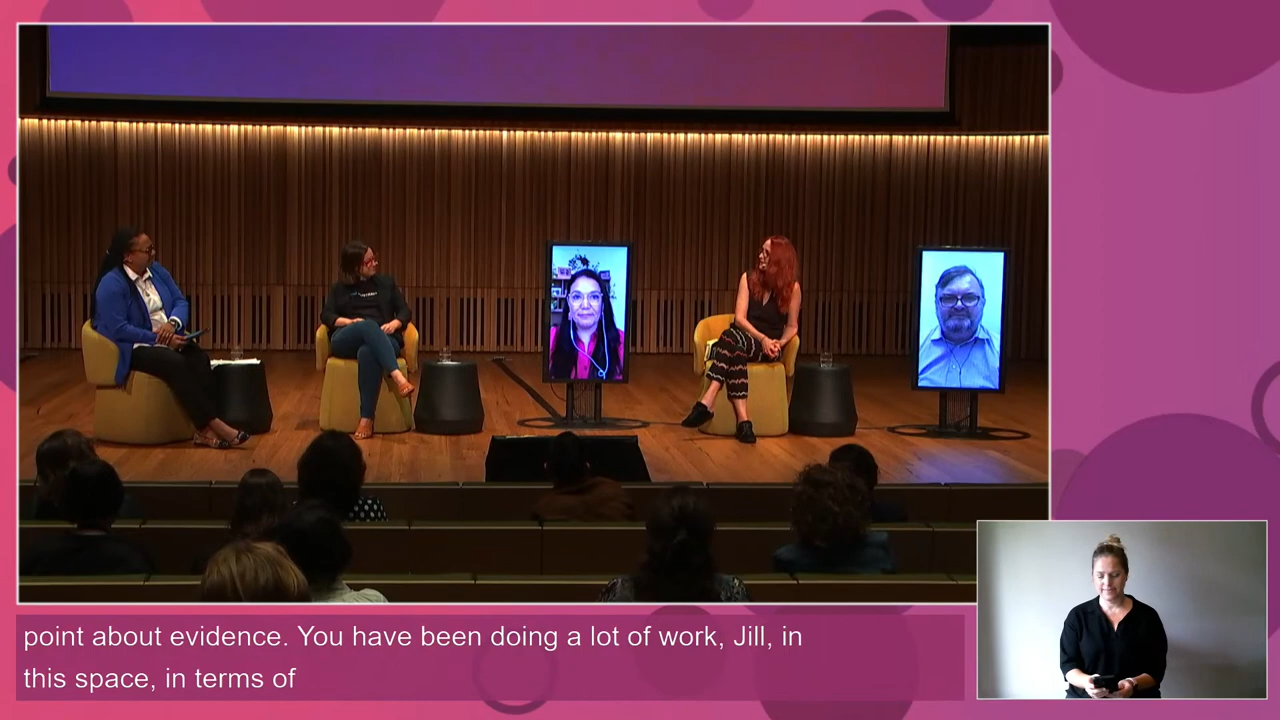 point about evidence. You have been doing a lot of work, Jill, in
this space, in terms of